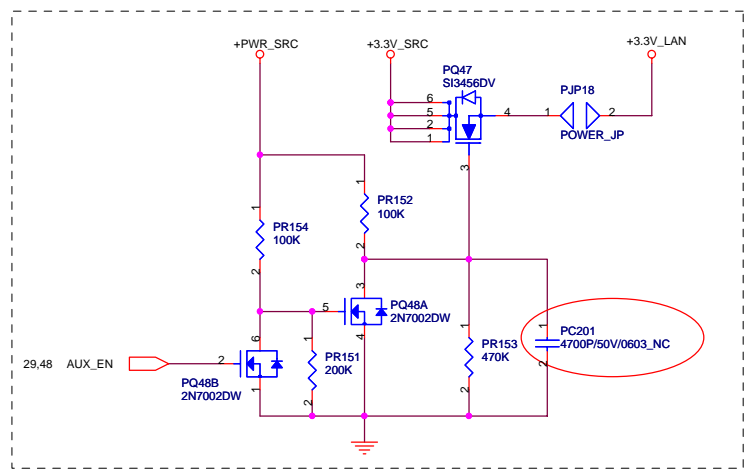 +PWR_SRC
+3.3V_SRC
+3.3V_LAN
PQ47
SI3456DV
PJP18
6
5
2
1
4
1
2
POWER_JP
3
1
PR152
100K
2
1
PR154
100K
2
3
PQ48A
2N7002DW
5
4
6
2
1
29,48 AUX_EN
PQ48B
2N7002DW
1
PR151
200K
2
1
PR153
470K
2
1
PC201
4700P/50V/0603_NC
2